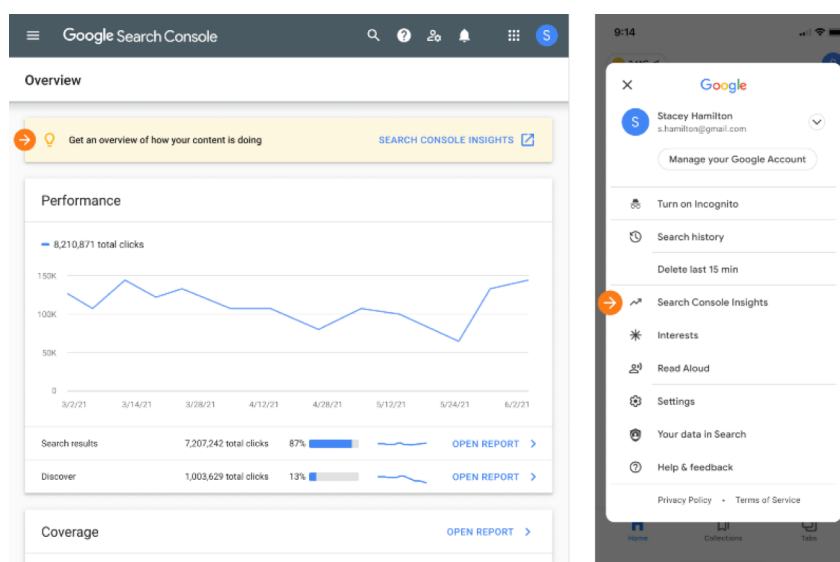 Google Search Console
S
Overview
Get an overview of how your content is doing
SEARCH CONSOLE INSIGHTS
Performance
8,210,871 total clicks
150K
100K
50K
0
3/2/21 3/14/21 3/28/21 4/12/21 4/28/21 5/12/21 5/24/21 6/2/21
Search results 7,207,242 total clicks 87% OPEN REPORT
Discover 1,003,629 total clicks 13% OPEN REPORT
Coverage OPEN REPORT
9:14
Google
S
Stacey Hamilton
s.hamilton@gmail.com
Manage your Google Account
Turn on Incognito
Search history
Delete last 15 min
Search Console Insights
Interests
Read Aloud
Settings
Your data in Search
Help & feedback
Privacy Policy • Terms of Service
Home Collections Tabs